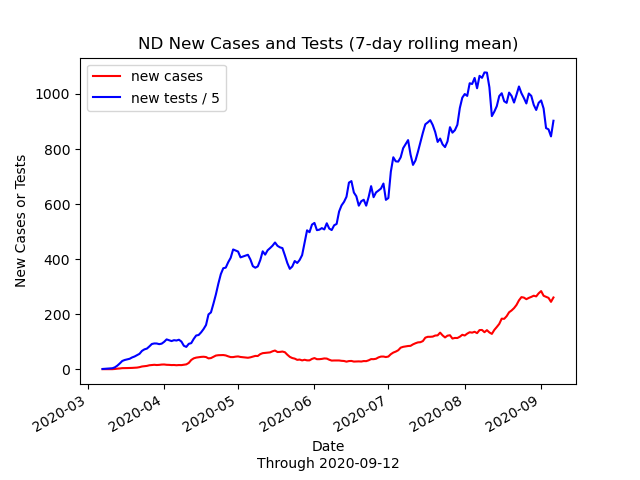 ND New Cases and Tests (7-day rolling mean)
new cases
new tests / 5
New Cases or Tests
1000
800
600
400
200
0
2020-03
2020-04
2020-05
2020-06
2020-07
2020-08
2020-09
Date
Through 2020-09-12